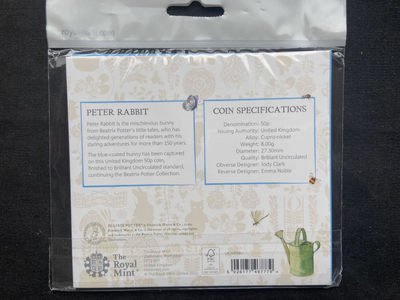 PETER RABBIT
Peter Rabbit is the mischievous bunny
from Beatrix Potter's little tales, who has
delighted generations of readers with his
daring adventures for more than 150 years.
The blue-coated bunny has been captured
on this United Kingdom 50p coin,
finished to Brilliant Uncirculated standard,
continuing the Beatrix Potter Collection.
COIN SPECIFICATIONS
Denomination: 50p
Issuing Authority: United Kingdom
Alloy: Cupro-nickel
Weight: 8.00g
Diameter: 27.30mm
Quality: Brilliant Uncirculated
Obverse Designer: Jody Clark
Reverse Designer: Emma Noble
BEATRIX POTTER
The
Royal
Mint
FSC